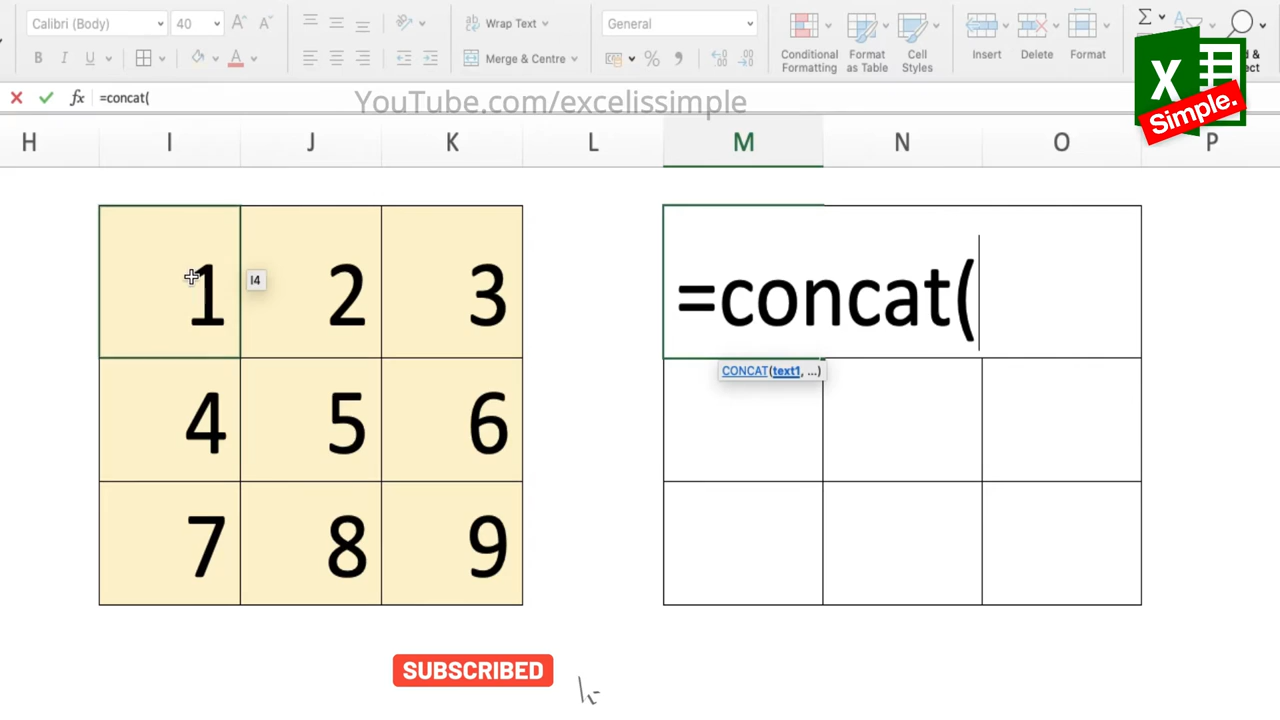 Calibri (Body) 40 Wrap Text General
B I U A Merge & Centre % Conditional Formatting Format as Table Cell Styles Insert Delete Format
fx =concat( YouTube.com/excelissimple
X Simple.
H I J K L M N O P
1 I4 2 3 =concat(
CONCAT(text1, ...)
4 5 6
7 8 9
SUBSCRIBED